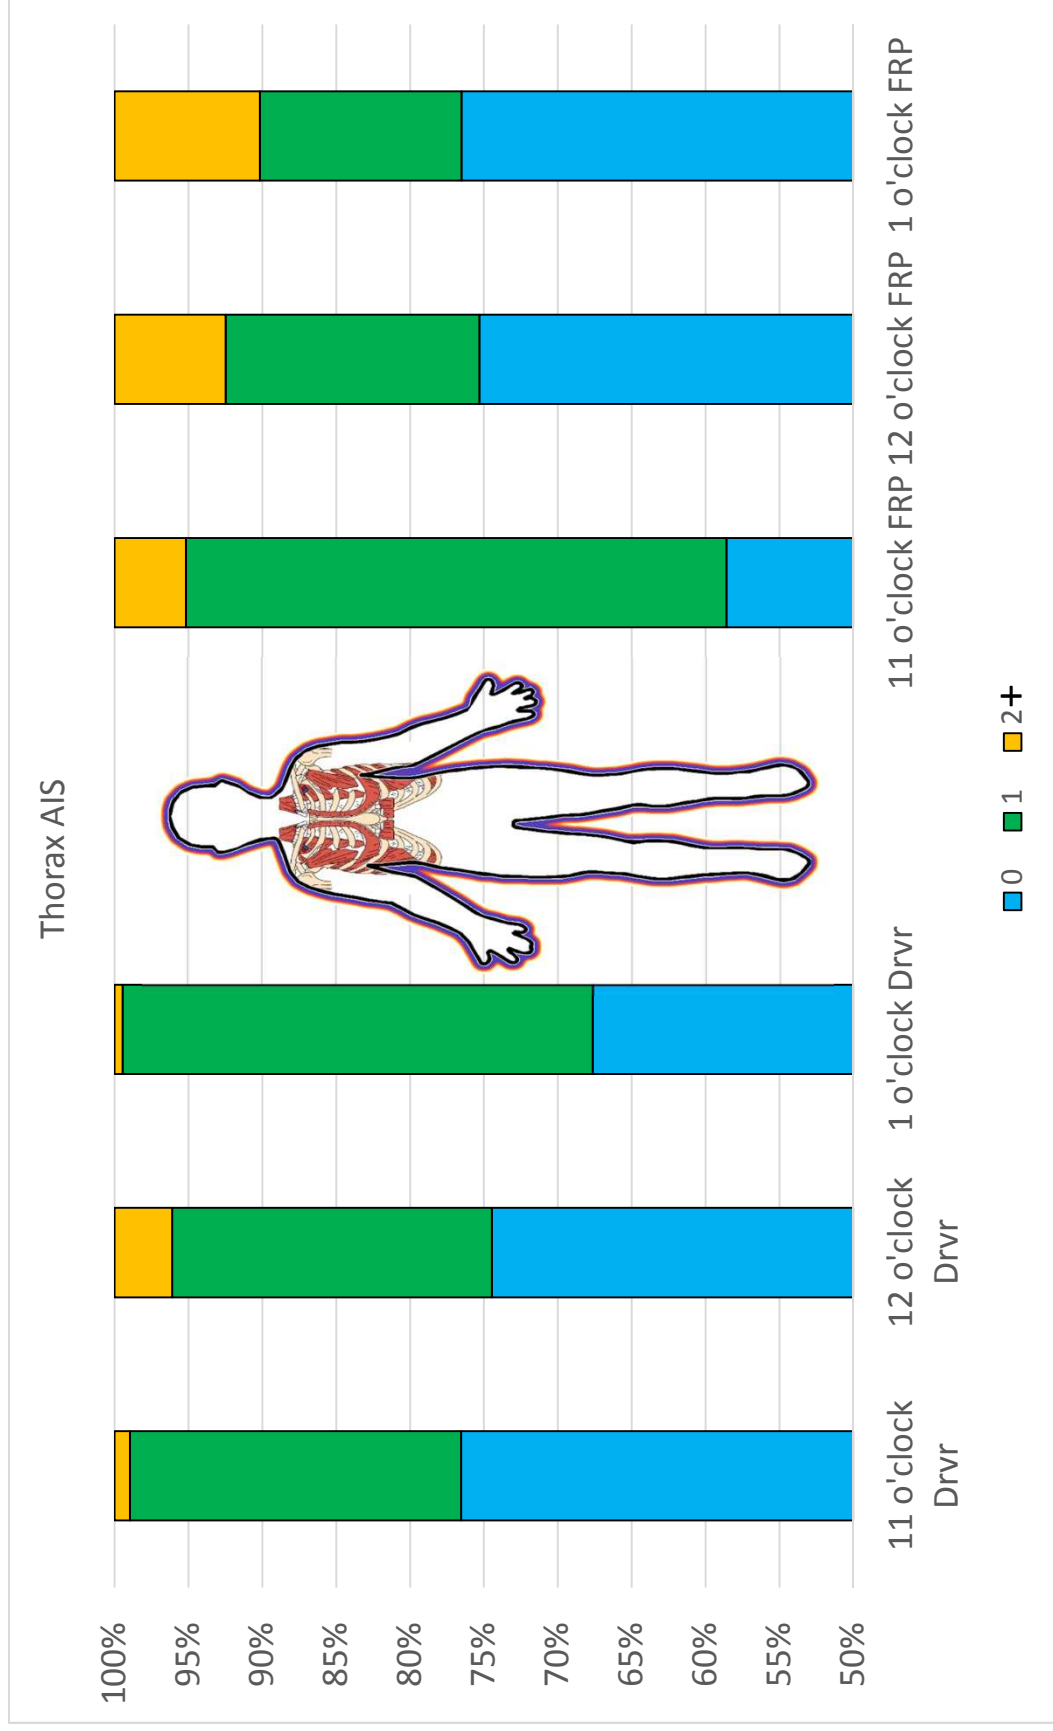 Thorax AIS
100%
95%
90%
85%
80%
75%
70%
65%
60%
55%
50%
11 o'clock
Drvr
12 o'clock
Drvr
1 o'clock Drvr
11 o'clock FRP
12 o'clock FRP
1 o'clock FRP
0
1
2+